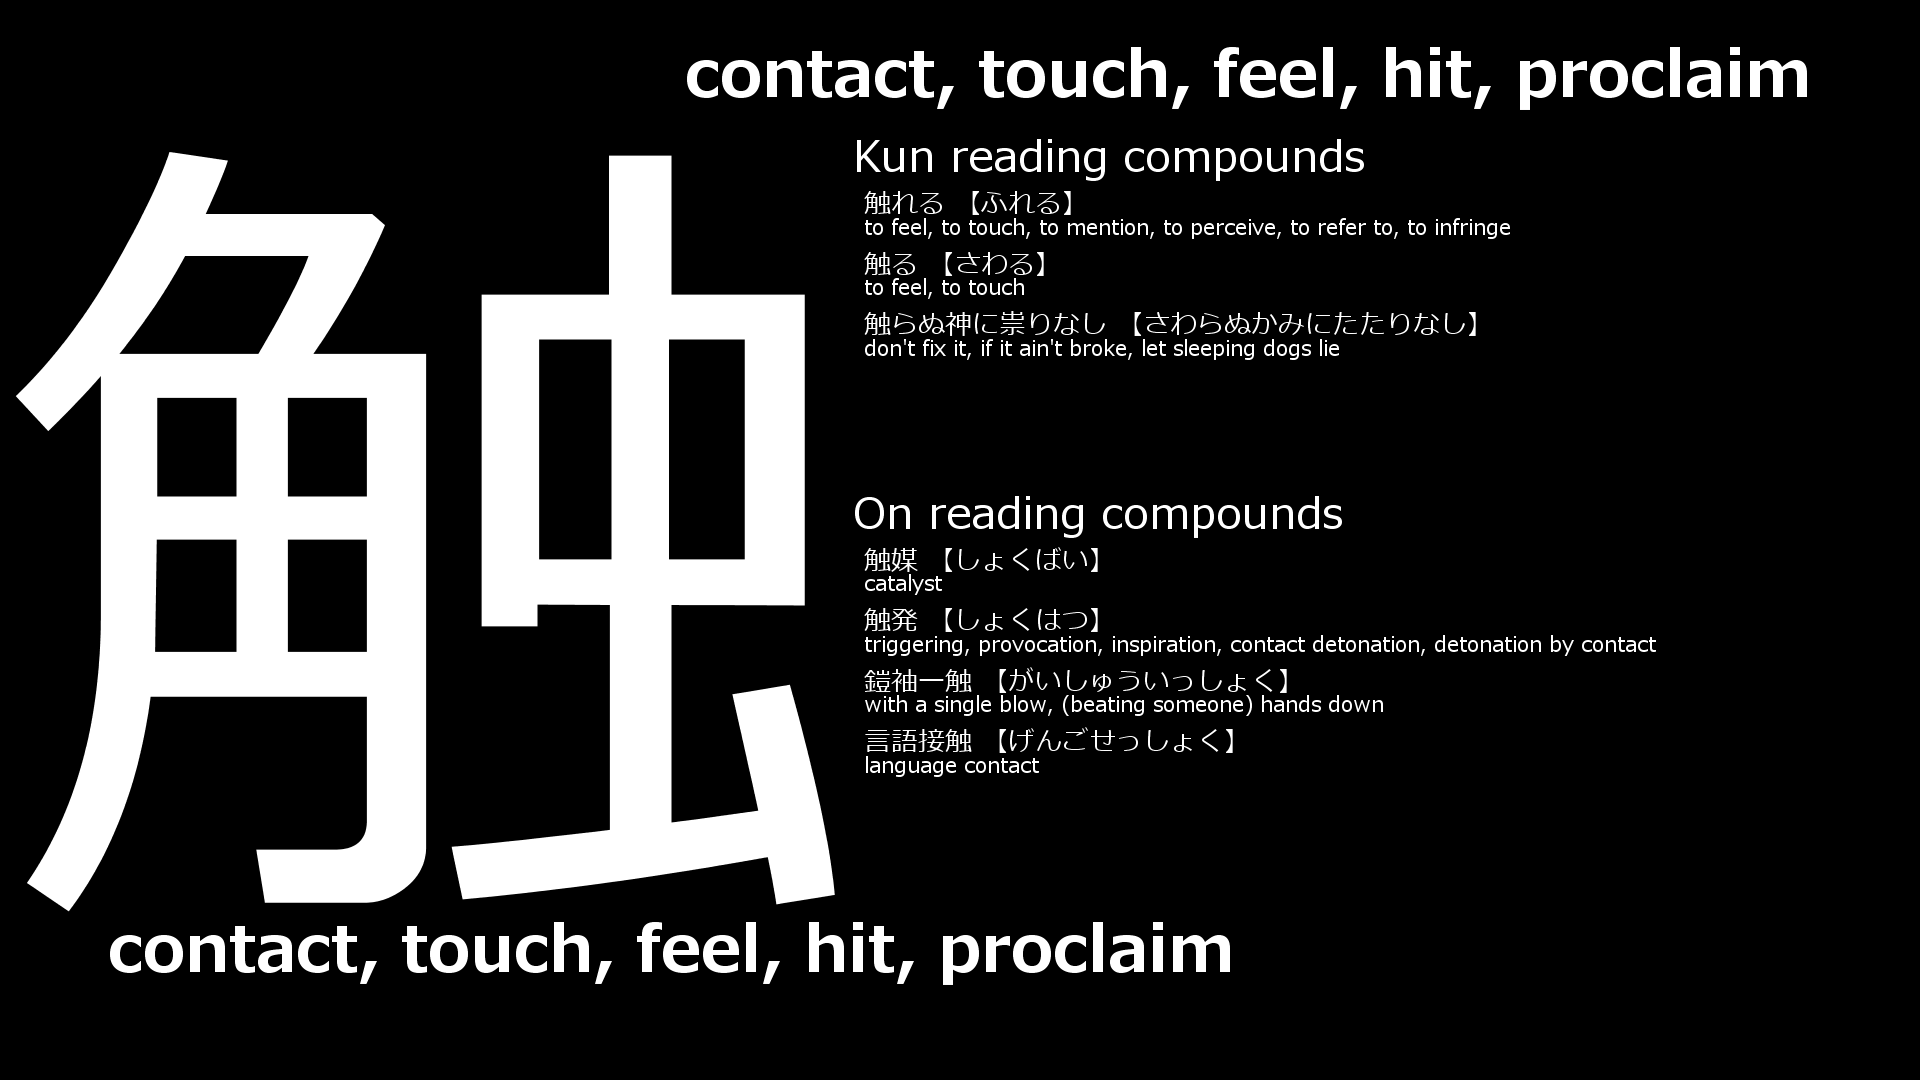 contact, touch, feel, hit, proclaim
触
Kun reading compounds
触れる 【ふれる】
to feel, to touch, to mention, to perceive, to refer to, to infringe
触る 【さわる】
to feel, to touch
触らぬ神に祟りなし 【さわらぬかみにたたりなし】
don't fix it, if it ain't broke, let sleeping dogs lie
On reading compounds
触媒 【しょくばい】
catalyst
触発 【しょくはつ】
triggering, provocation, inspiration, contact detonation, detonation by contact
鎧袖一触 【がいしゅういっしょく】
with a single blow, (beating someone) hands down
言語接触 【げんごせっしょく】
language contact
contact, touch, feel, hit, proclaim